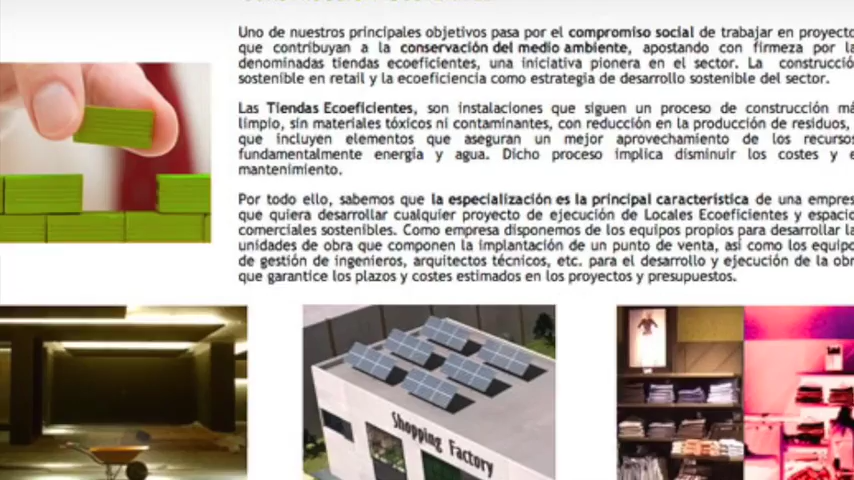 Uno de nuestros principales objetivos pasa por el compromiso social de trabajar en proyecto
que contribuyan a la conservación del medio ambiente, apostando con firmeza por la
denominadas tiendas ecoeficientes, una iniciativa pionera en el sector. La construcció
sostenible en retail y la ecoeficiencia como estrategia de desarrollo sostenible del sector.
Las Tiendas Ecoeficientes, son instalaciones que siguen un proceso de construcción má
limpio, sin materiales tóxicos ni contaminantes, con reducción en la producción de residuos,
que incluyen elementos que aseguran un mejor aprovechamiento de los recursos
fundamentalmente energía y agua. Dicho proceso implica disminuir los costes y e
mantenimiento.
Por todo ello, sabemos que la especialización es la principal característica de una empres
que quiera desarrollar cualquier proyecto de ejecución de Locales Ecoeficientes y espacio
comerciales sostenibles. Como empresa disponemos de los equipos propios para desarrollar la
unidades de obra que componen la implantación de un punto de venta, así como los equipo
de gestión de ingenieros, arquitectos técnicos, etc. para el desarrollo y ejecución de la obr
que garantice los plazos y costes estimados en los proyectos y presupuestos.
Shopping Factory